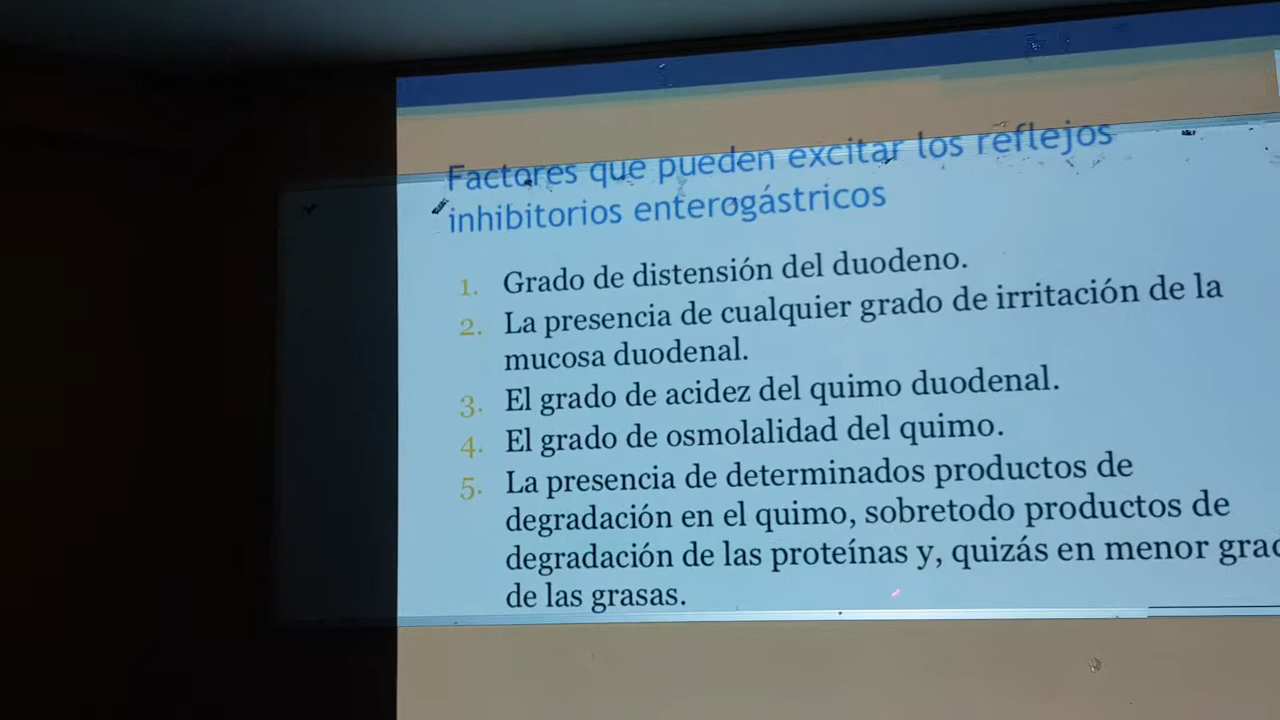 Factores que pueden excitar los reflejos
inhibitorios enterogástricos
1. Grado de distensión del duodeno.
2. La presencia de cualquier grado de irritación de la
mucosa duodenal.
3. El grado de acidez del quimo duodenal.
4. El grado de osmolalidad del quimo.
5. La presencia de determinados productos de
degradación en el quimo, sobretodo productos de
degradación de las proteínas y, quizás en menor grad
de las grasas.